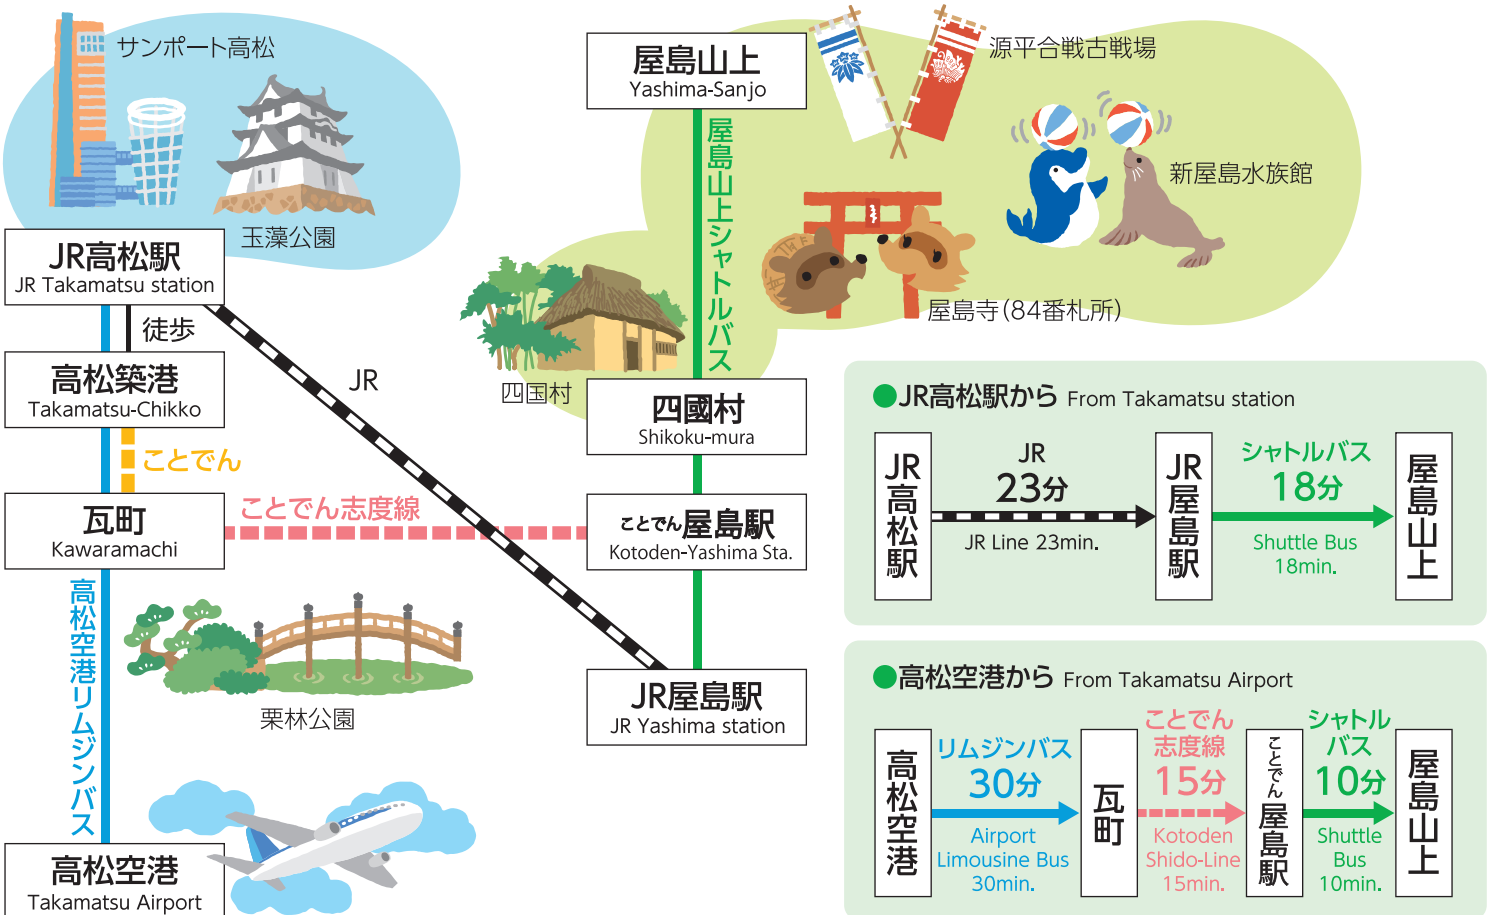 サンポート高松
玉藻公園
JR高松駅
JR Takamatsu station
徒歩
高松築港
Takamatsu-Chikko
ことでん
瓦町
Kawaramachi
高松空港リムジンバス
高松空港
Takamatsu Airport
栗林公園
JR
ことでん志度線
屋島山上
Yashima-Sanjo
屋島山上シャトルバス
四国村
四國村
Shikoku-mura
ことでん屋島駅
Kotoden-Yashima Sta.
JR屋島駅
JR Yashima station
源平合戦古戦場
新屋島水族館
屋島寺(84番札所)
●JR高松駅から From Takamatsu station
JR高松駅
JR
23分
JR Line 23min.
JR屋島駅
シャトルバス
18分
Shuttle Bus
18min.
屋島山上
●高松空港から From Takamatsu Airport
高松空港
リムジンバス
30分
Airport
Limousine Bus
30min.
瓦町
ことでん
志度線
15分
Kotoden
Shido-Line
15min.
ことでん屋島駅
シャトル
バス
10分
Shuttle
Bus
10min.
屋島山上